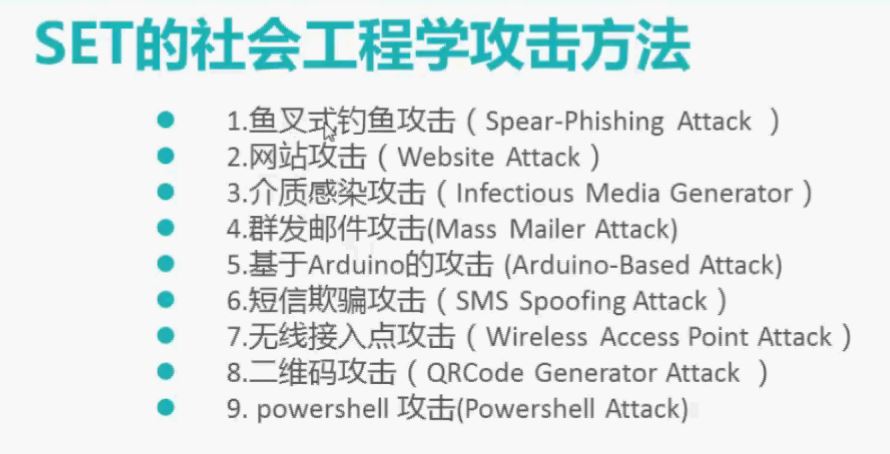 SET的社会工程学攻击方法
1.鱼叉式钓鱼攻击（Spear-Phishing Attack ）
2.网站攻击（Website Attack）
3.介质感染攻击（Infectious Media Generator）
4.群发邮件攻击(Mass Mailer Attack)
5.基于Arduino的攻击 (Arduino-Based Attack)
6.短信欺骗攻击（SMS Spoofing Attack）
7.无线接入点攻击（Wireless Access Point Attack）
8.二维码攻击（QRCode Generator Attack ）
9. powershell 攻击(Powershell Attack)